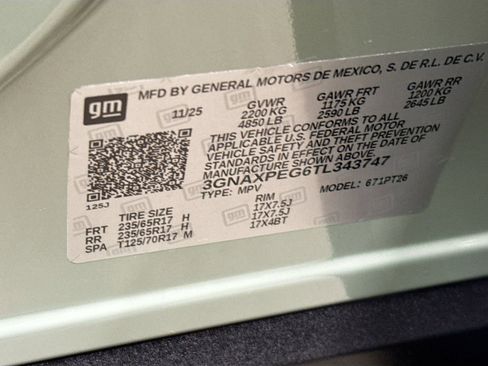 gm MFD BY GENERAL MOTORS DE MEXICO, S. DE R.L. DE C.V.
11/25 GVWR GAWR FRT GAWR RR
2200 KG 1175 KG 1200 KG
4850 LB 2590 LB 2645 LB
THIS VEHICLE CONFORMS TO ALL
APPLICABLE U.S. FEDERAL MOTOR
VEHICLE SAFETY AND THEFT PREVENTION
STANDARDS IN EFFECT ON THE DATE OF
MANUFACTURE SHOWN ABOVE.
3GNAXPEG6TL343747
125J
TYPE: MPV MODEL: 671PT26
TIRE SIZE RIM
FRT 235/65R17 H 17X7.5J
RR 235/65R17 H 17X7.5J
SPA T125/70R17 M 17X4BT